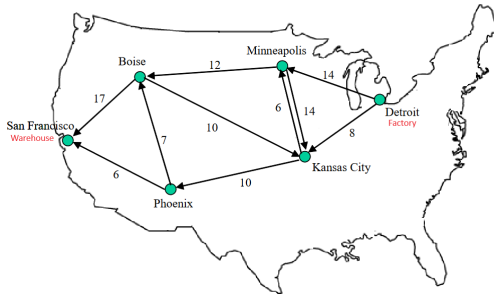 Minneapolis
Boise
12
14
17
Detroit
Factory
San Francisco
Warehouse
10
6
14
8
7
Kansas City
6
10
Phoenix